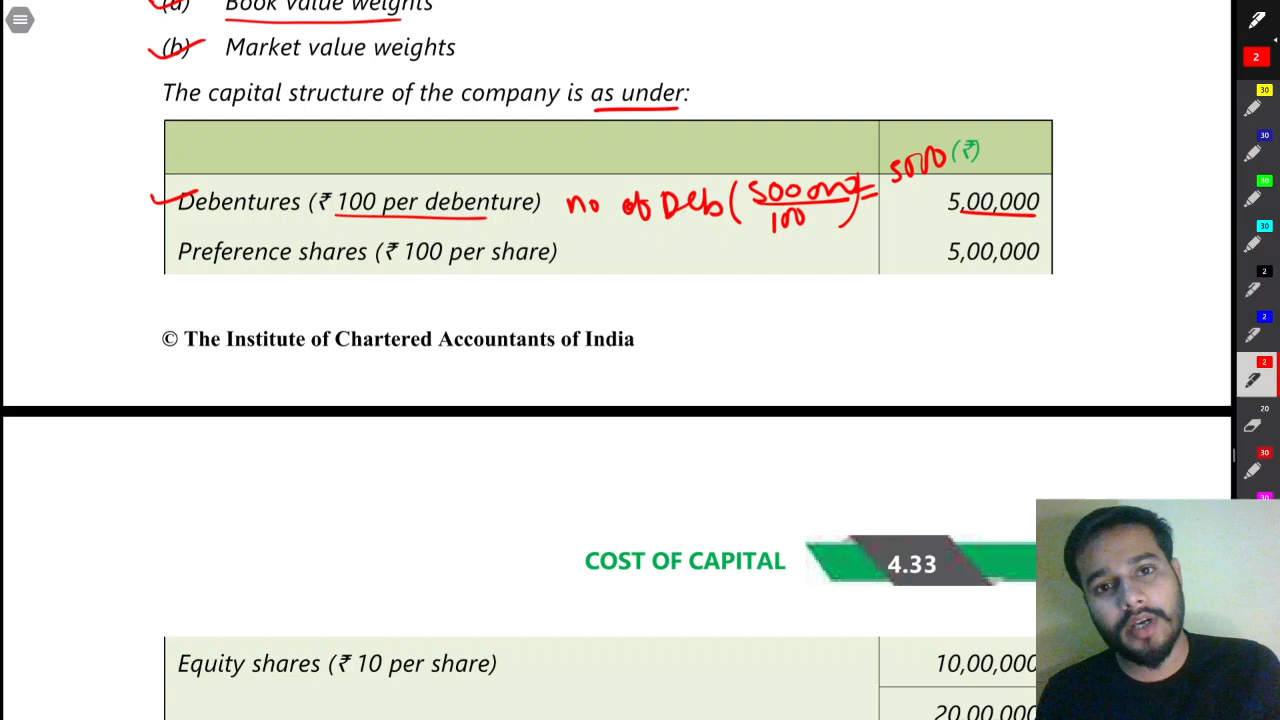 (a) Book value weights
(b) Market value weights
The capital structure of the company is as under:
(₹)
Debentures (₹ 100 per debenture) no of Deb ( 500000 / 100 ) = 5000 5,00,000
Preference shares (₹ 100 per share) 5,00,000
© The Institute of Chartered Accountants of India
COST OF CAPITAL 4.33
Equity shares (₹ 10 per share) 10,00,000
20,00,000
2
30
30
30
30
2
2
2
20
30
30